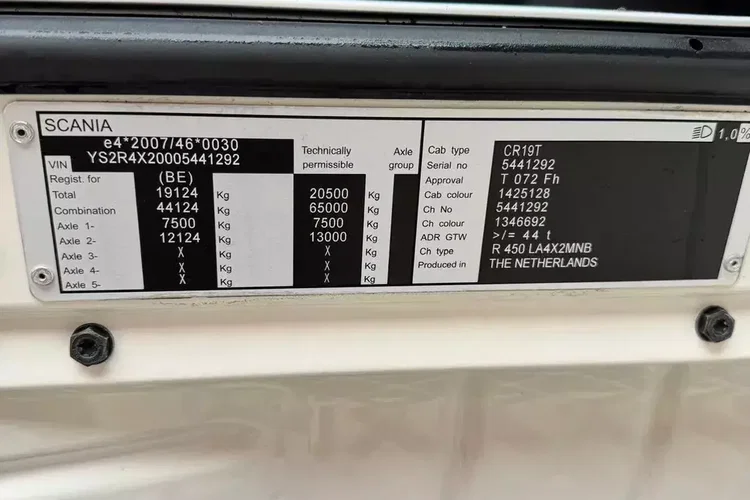 SCANIA
e4*2007/46*0030
VIN YS2R4X20005441292
Technically permissible
Axle group
Regist. for (BE)
Total 19124 Kg 20500 Kg
Combination 44124 Kg 65000 Kg
Axle 1- 7500 Kg 7500 Kg
Axle 2- 12124 Kg 13000 Kg
Axle 3- X Kg X Kg
Axle 4- X Kg X Kg
Axle 5- X Kg X Kg
1,0%
Cab type CR19T
Serial no 5441292
Approval T 072 Fh
Cab colour 1425128
Ch No 5441292
Ch colour 1346692
ADR GTW >/= 44 t
Ch type R 450 LA4X2MNB
Produced in THE NETHERLANDS